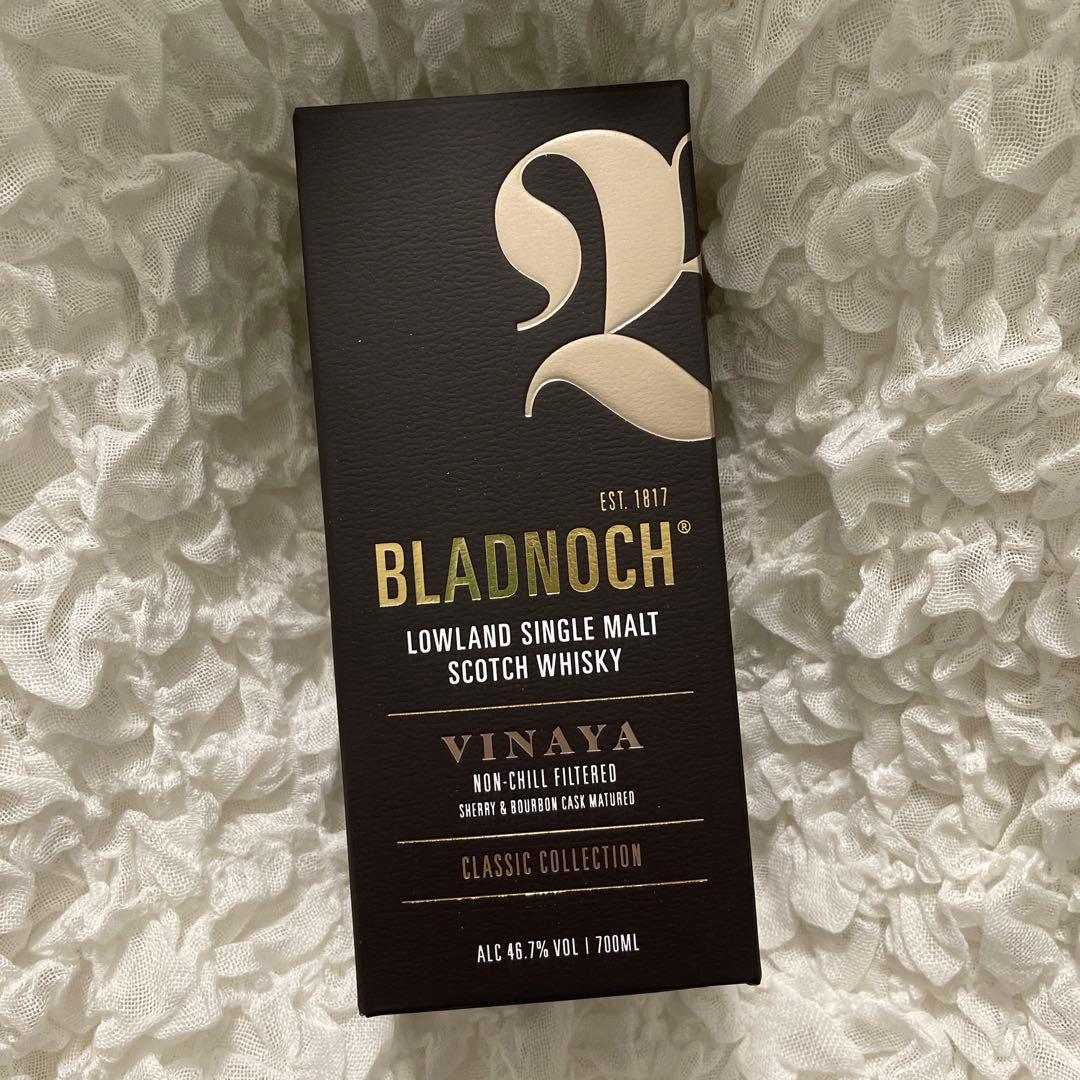 EST. 1817
BLADNOCH®
LOWLAND SINGLE MALT
SCOTCH WHISKY
VINAYA
NON-CHILL FILTERED
SHERRY & BOURBON CASK MATURED
CLASSIC COLLECTION
ALC 46.7% VOL | 700ML